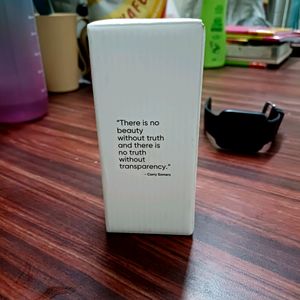 "There is no
beauty
without truth
and there is
no truth
without
transparency."
- Carry Somers